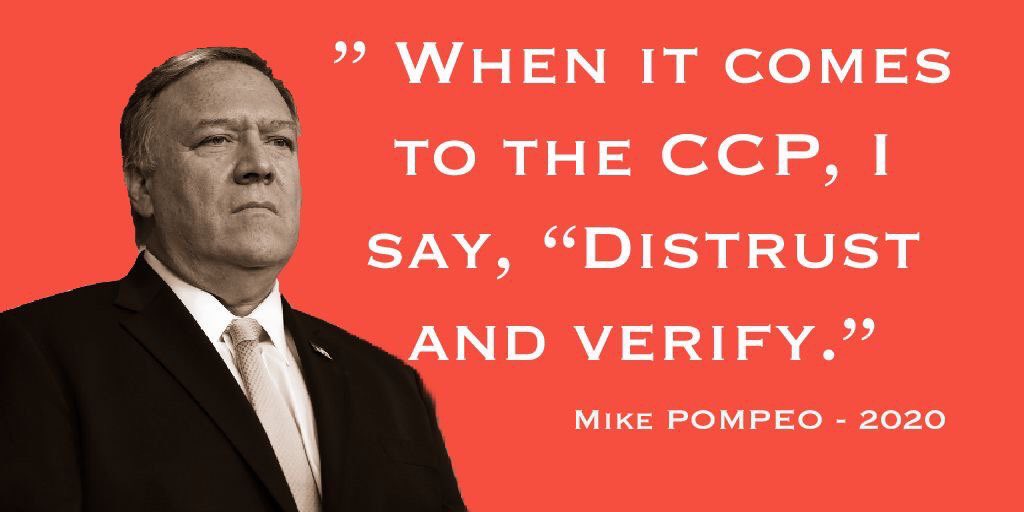 ” When it comes
to the CCP, I
say, “Distrust
and verify.”
Mike POMPEO - 2020